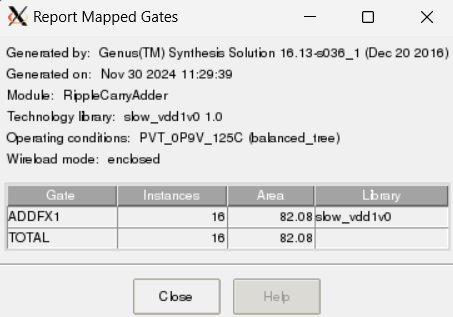 Report Mapped Gates
Generated by: Genus(TM) Synthesis Solution 16.13-s036_1 (Dec 20 2016)
Generated on: Nov 30 2024 11:29:39
Module: RippleCarryAdder
Technology library: slow_vdd1v0 1.0
Operating conditions: PVT_0P9V_125C (balanced_tree)
Wireload mode: enclosed
Gate Instances Area Library
ADDFX1 16 82.08 slow_vdd1v0
TOTAL 16 82.08
Close Help